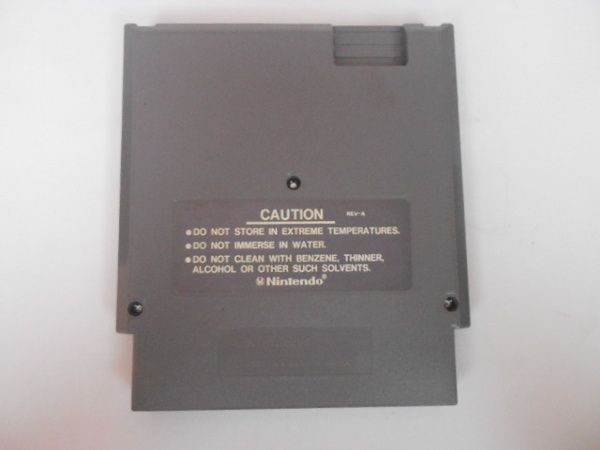 CAUTION REV-A
●DO NOT STORE IN EXTREME TEMPERATURES.
●DO NOT IMMERSE IN WATER.
●DO NOT CLEAN WITH BENZENE, THINNER,
ALCOHOL OR OTHER SUCH SOLVENTS.
Nintendo®